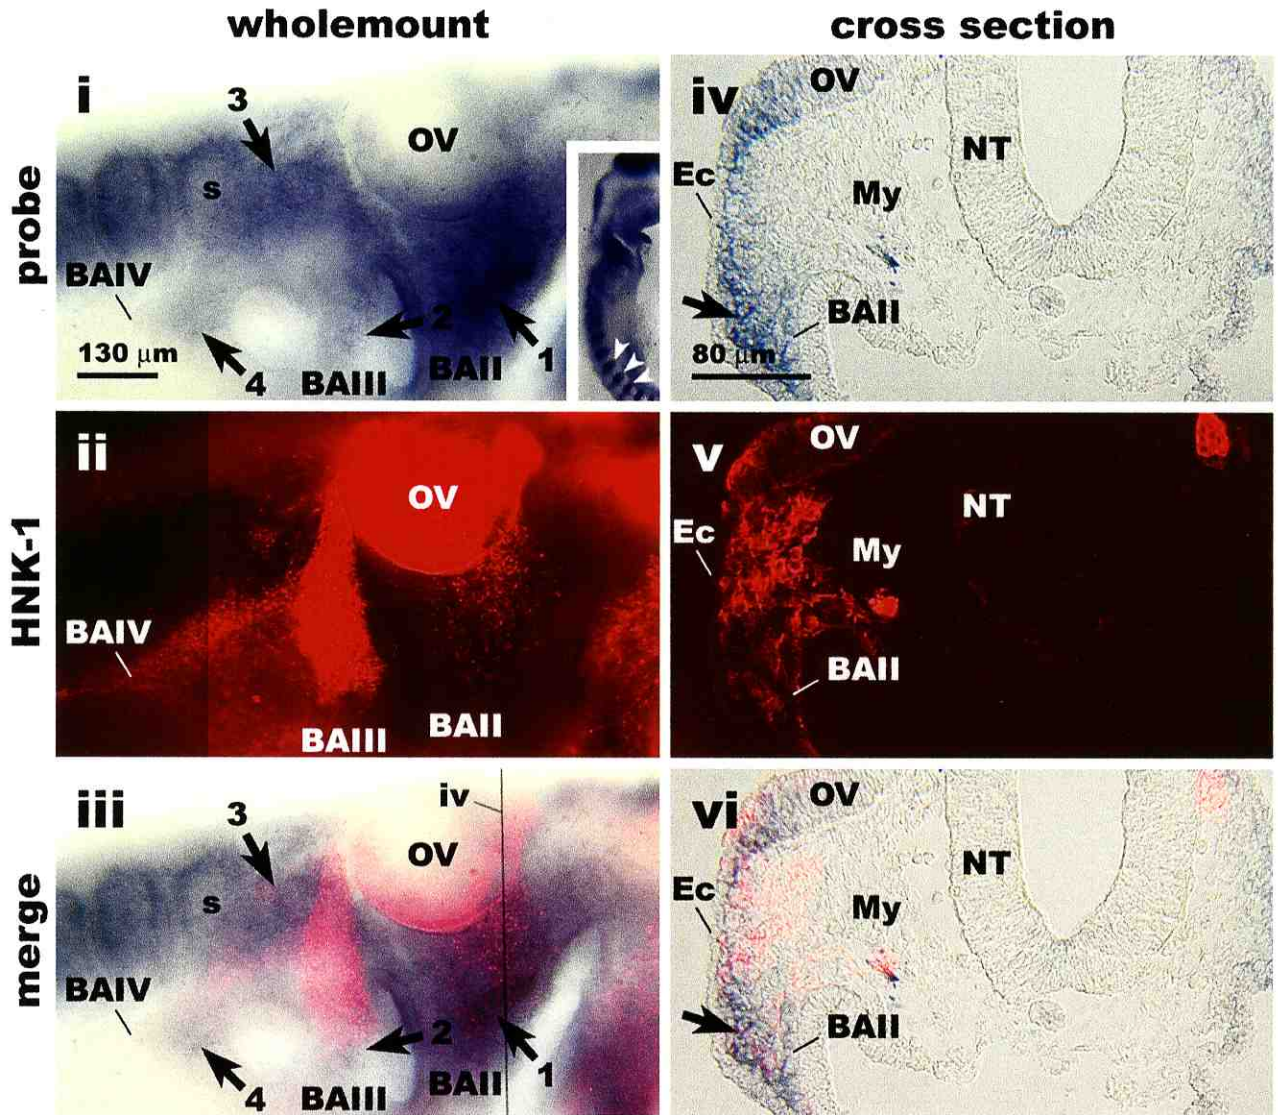 wholemount
cross section
probe
i
3
OV
s
BAIV
130 µm
4
BAIII
2
BAII
1
iv
OV
NT
Ec
My
BAII
80 µm
HNK-1
ii
OV
BAIV
BAIII
BAII
v
OV
NT
Ec
My
BAII
merge
iii
3
iv
OV
s
BAIV
4
BAIII
2
BAII
1
vi
OV
NT
Ec
My
BAII